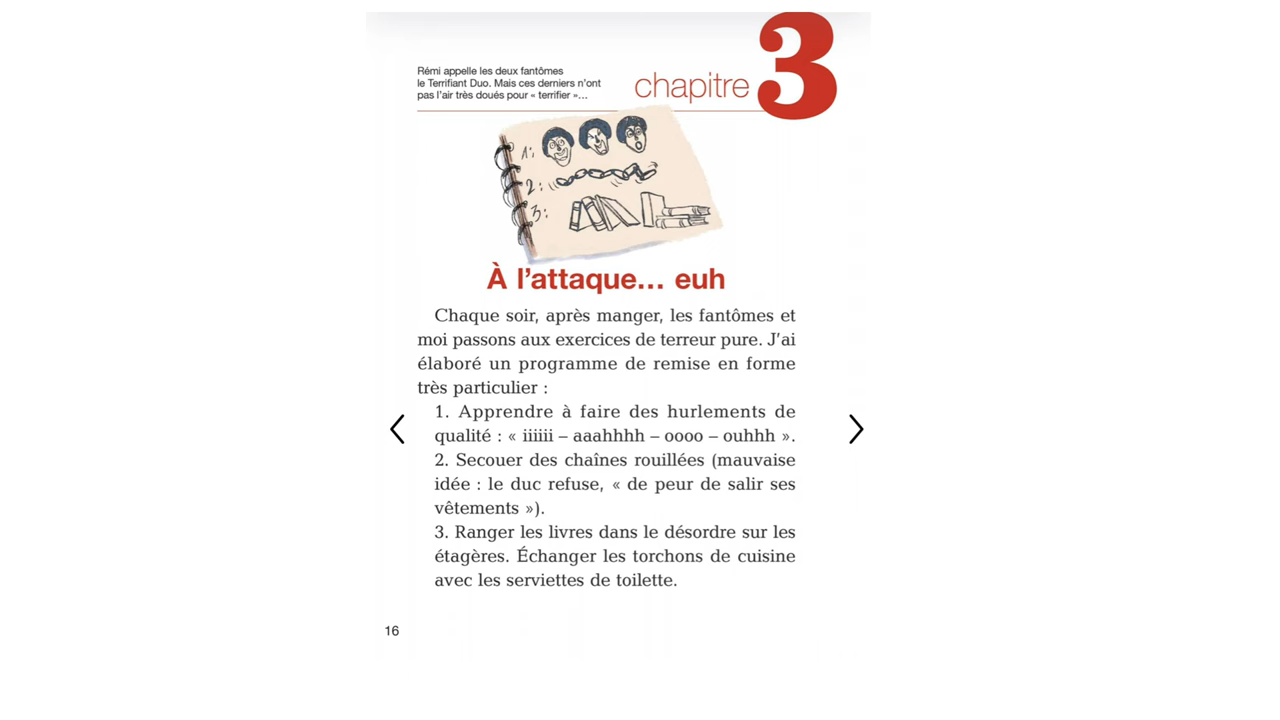 Rémi appelle les deux fantômes
le Terrifiant Duo. Mais ces derniers n’ont
pas l’air très doués pour « terrifier »...
chapitre 3
1:
2:
3:
À l’attaque... euh
Chaque soir, après manger, les fantômes et
moi passons aux exercices de terreur pure. J’ai
élaboré un programme de remise en forme
très particulier :
1. Apprendre à faire des hurlements de
qualité : « iiiiii – aaahhhh – oooo – ouhhh ».
2. Secouer des chaînes rouillées (mauvaise
idée : le duc refuse, « de peur de salir ses
vêtements »).
3. Ranger les livres dans le désordre sur les
étagères. Échanger les torchons de cuisine
avec les serviettes de toilette.
16